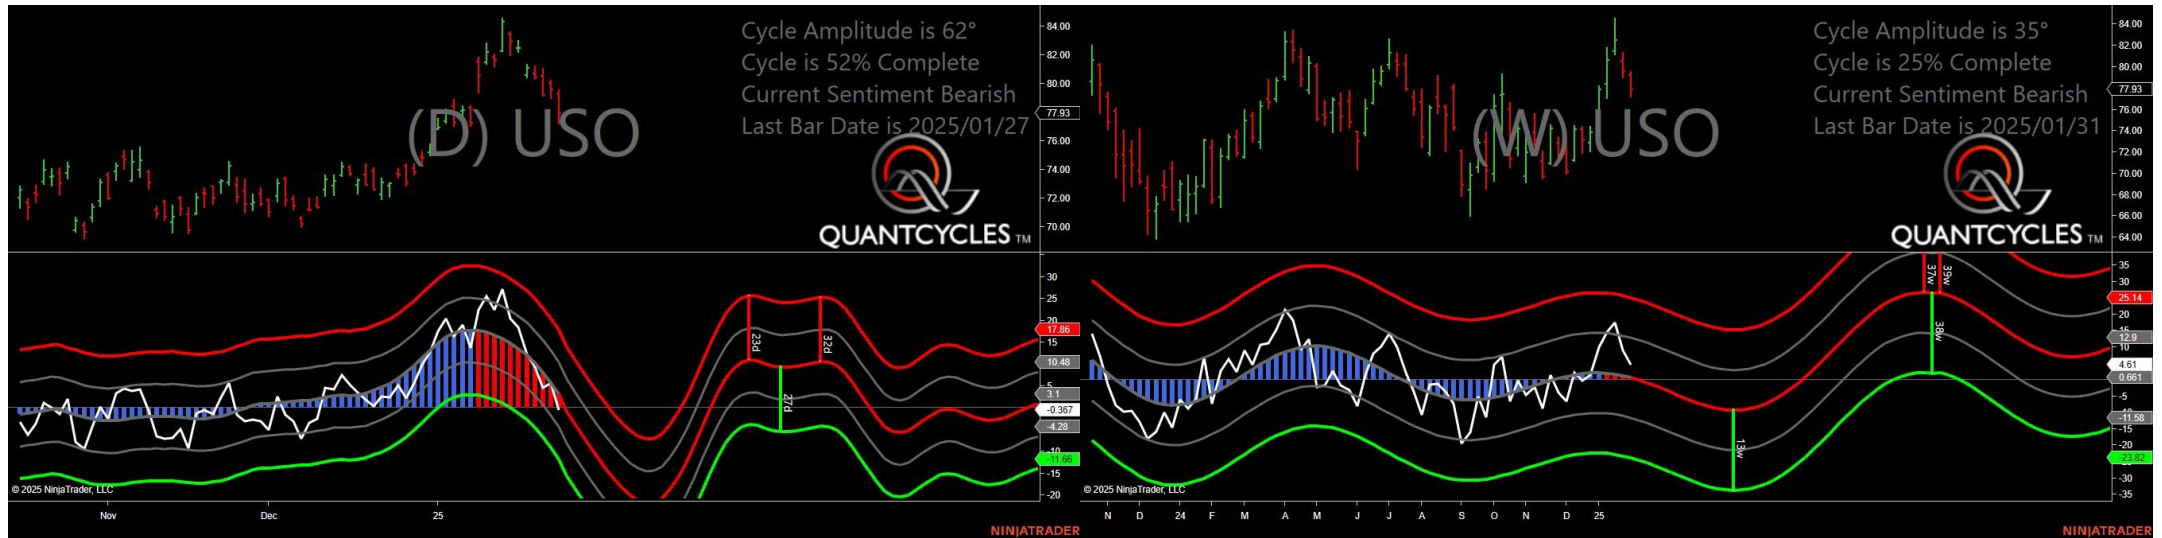 Cycle Amplitude is 62°
Cycle is 52% Complete
Current Sentiment Bearish
Last Bar Date is 2025/01/27
(D) USO
QUANTCYCLES TM
84.00
82.00
80.00
77.93
76.00
74.00
72.00
70.00
30
25
20
17.86
15
10.48
5
3.1
-0.367
-4.28
-11.66
-10
-15
-20
23d
32d
27d
© 2025 NinjaTrader, LLC
Nov
Dec
25
NINJATRADER
Cycle Amplitude is 35°
Cycle is 25% Complete
Current Sentiment Bearish
Last Bar Date is 2025/01/31
(W) USO
QUANTCYCLES TM
84.00
82.00
80.00
77.93
76.00
74.00
72.00
70.00
68.00
66.00
64.00
35
30
25.14
20
15
12.9
10
4.61
0.661
-5
-11.58
-15
-20
-23.82
-30
-35
37w
39w
38w
13w
© 2025 NinjaTrader, LLC
N D 24 F M A M J J A S O N D 25
NINJATRADER